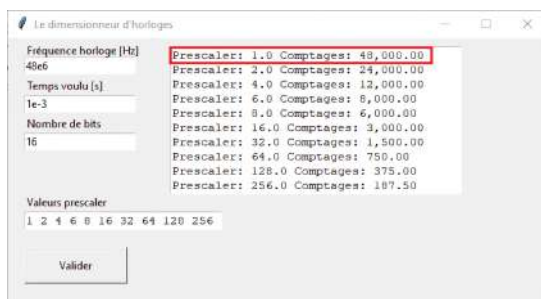 Le dimensionneur d'horloges
Fréquence horloge [Hz]
48e6
Temps voulu [s]
1e-3
Nombre de bits
16
Prescaler: 1.0 Comptages: 48,000.00
Prescaler: 2.0 Comptages: 24,000.00
Prescaler: 4.0 Comptages: 12,000.00
Prescaler: 6.0 Comptages: 8,000.00
Prescaler: 8.0 Comptages: 6,000.00
Prescaler: 16.0 Comptages: 3,000.00
Prescaler: 32.0 Comptages: 1,500.00
Prescaler: 64.0 Comptages: 750.00
Prescaler: 128.0 Comptages: 375.00
Prescaler: 256.0 Comptages: 187.50
Valeurs prescaler
1 2 4 6 8 16 32 64 128 256
Valider